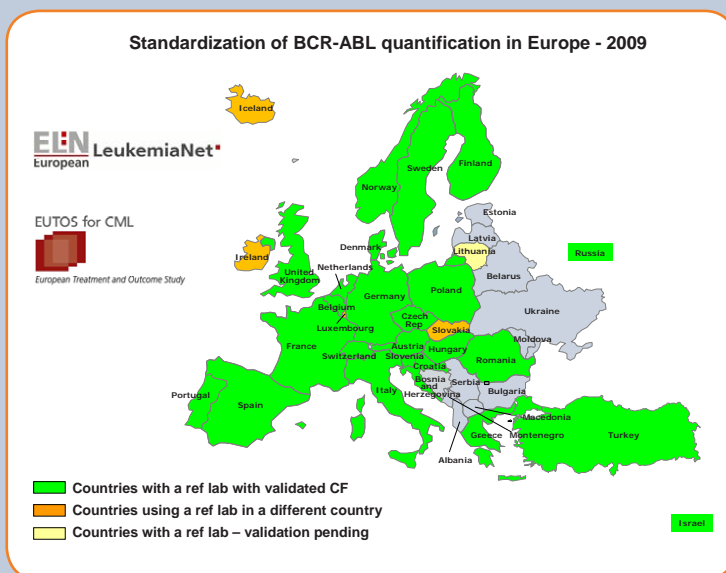 Standardization of BCR-ABL quantification in Europe - 2009
Iceland
ELN
European LeukemiaNet
Finland
Sweden
Norway
Estonia
EUTOS for CML
Latvia
Denmark
Lithuania
Russia
Ireland
Netherlands
European Treatment and Outcome Study
United
Kingdom
Belarus
Poland
Germany
Belgium
Ukraine
Czech
Rep
Luxembourg
Slovakia
Moldova
France
Austria
Hungary
Switzerland
Slovenia
Romania
Croatia
Bosnia
and
Herzegovina
Serbia
Italy
Bulgaria
Portugal
Spain
Macedonia
Greece
Montenegro
Turkey
Albania
Countries with a ref lab with validated CF
Countries using a ref lab in a different country
Israel
Countries with a ref lab – validation pending